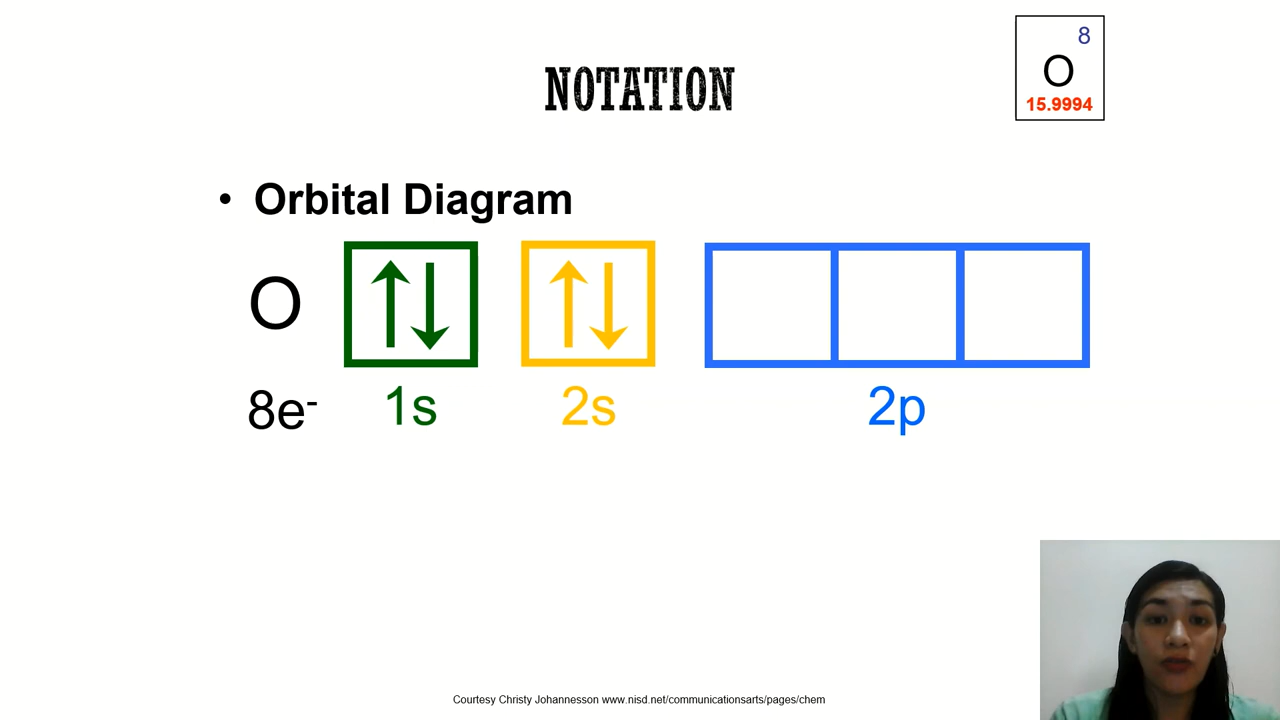 NOTATION
8
O
15.9994
• Orbital Diagram
O
8e⁻ 1s 2s 2p
Courtesy Christy Johannesson www.nisd.net/communicationsarts/pages/chem